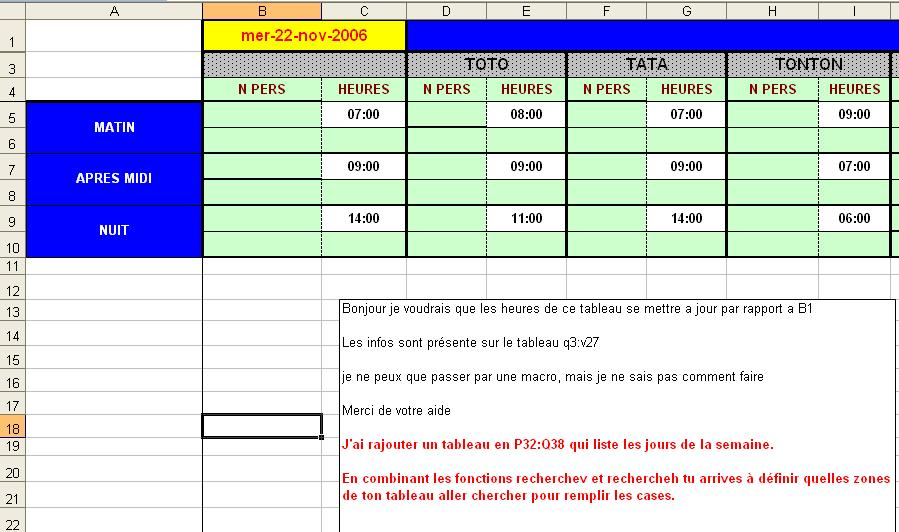 A B C D E F G H I
1 mer-22-nov-2006
3 TOTO TATA TONTON
4 N PERS HEURES N PERS HEURES N PERS HEURES N PERS HEURES
5 07:00 08:00 07:00 09:00
MATIN
6
7 09:00 09:00 09:00 07:00
APRES MIDI
8
9 14:00 11:00 14:00 06:00
NUIT
10
11
12
13 Bonjour je voudrais que les heures de ce tableau se mettre a jour par rapport a B1
14 Les infos sont présente sur le tableau q3:v27
15
16 je ne peux que passer par une macro, mais je ne sais pas comment faire
17 Merci de votre aide
18
19 J'ai rajouter un tableau en P32:Q38 qui liste les jours de la semaine.
20 En combinant les fonctions recherchev et rechercheh tu arrives à définir quelles zones
21 de ton tableau aller chercher pour remplir les cases.
22